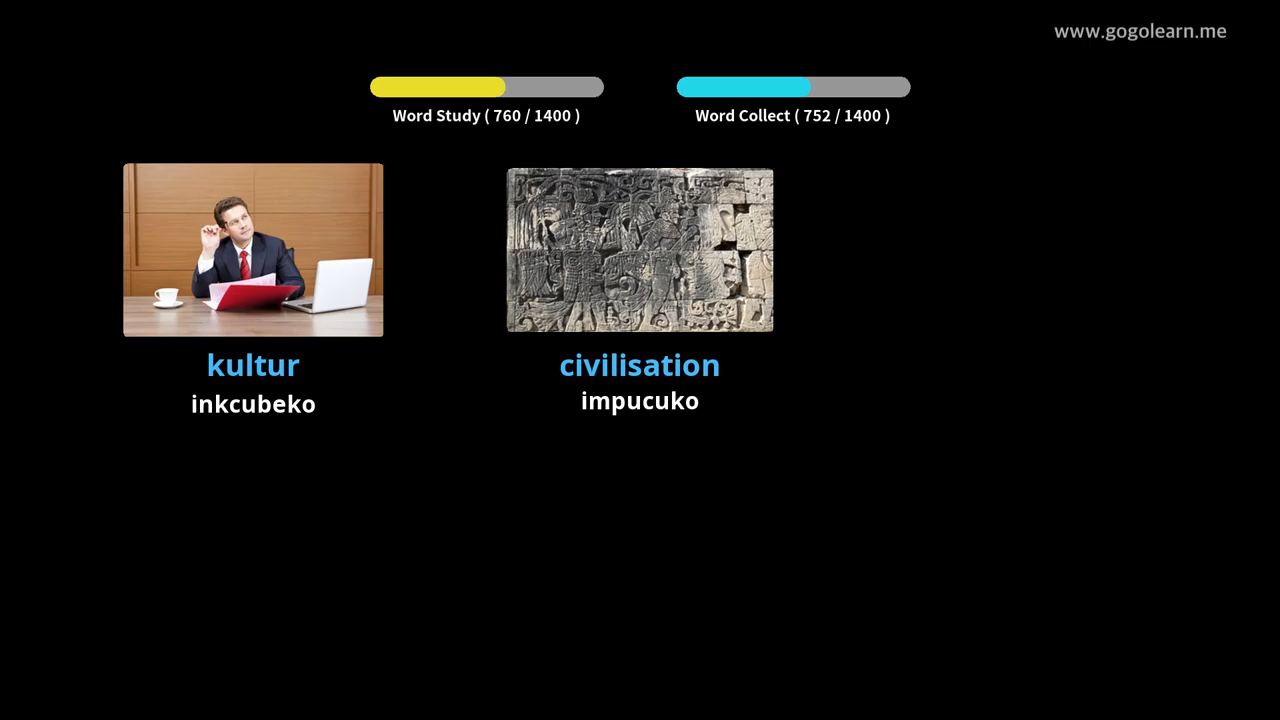 www.gogolearn.me
Word Study ( 760 / 1400 )
Word Collect ( 752 / 1400 )
kultur
inkcubeko
civilisation
impucuko